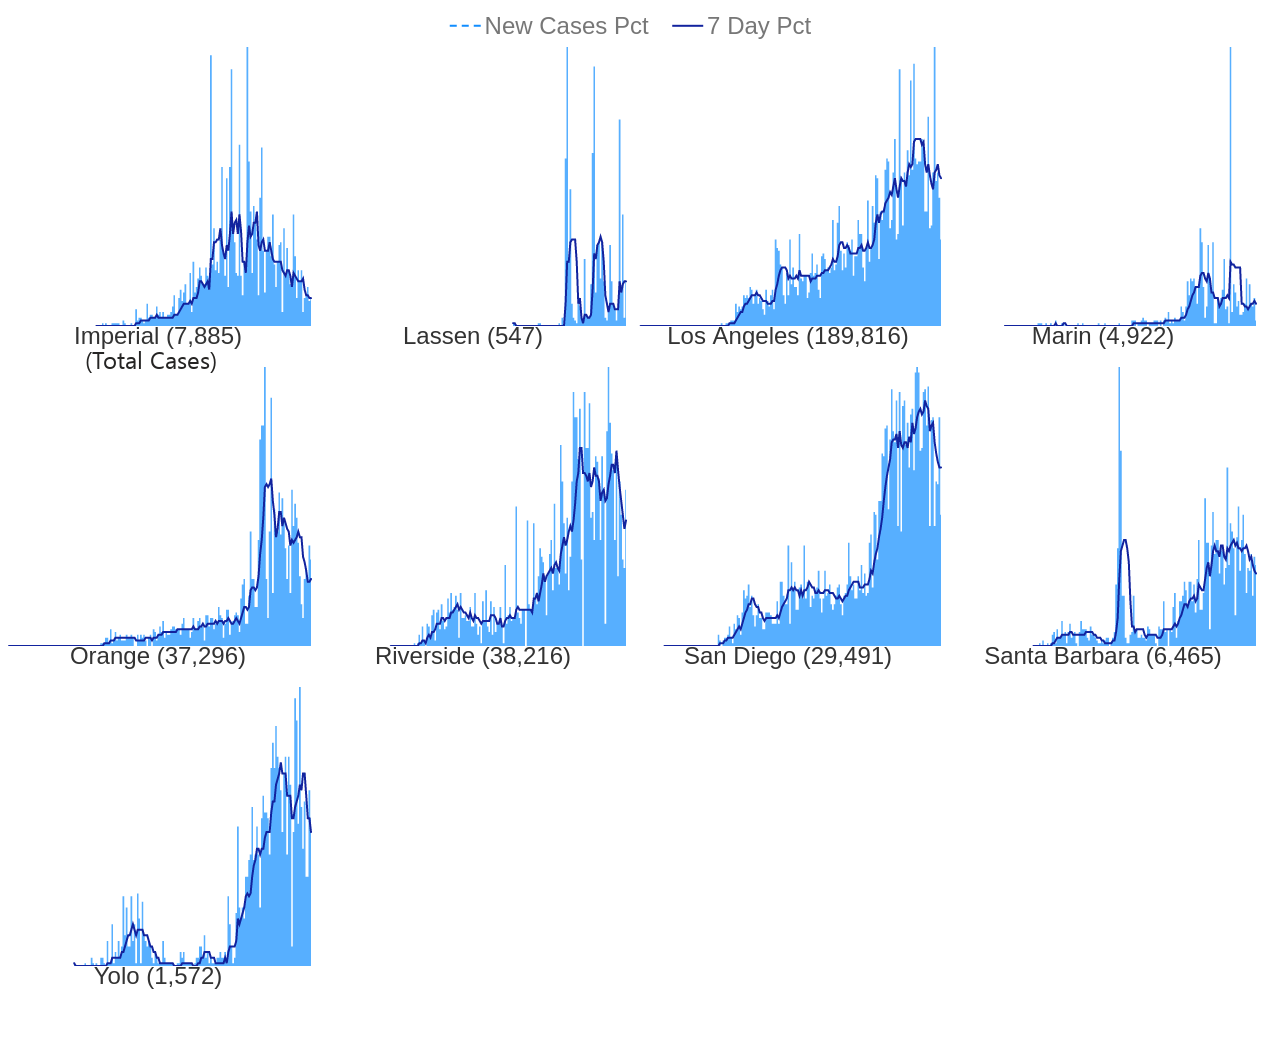 New Cases Pct 7 Day Pct
Imperial (7,885) Lassen (547) Los Angeles (189,816) Marin (4,922)
(Total Cases)
Orange (37,296) Riverside (38,216) San Diego (29,491) Santa Barbara (6,465)
Yolo (1,572)